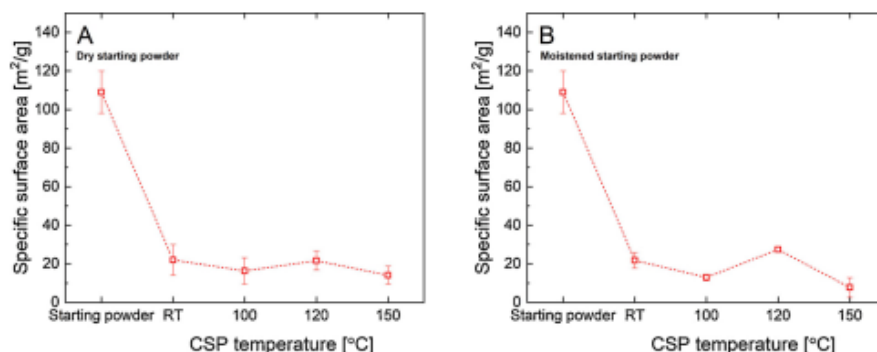 A
Dry starting powder
Specific surface area [m²/g]
140
120
100
80
60
40
20
0
Starting powder RT 100 120 150
CSP temperature [°C]
B
Moistened starting powder
Specific surface area [m²/g]
140
120
100
80
60
40
20
0
Starting powder RT 100 120 150
CSP temperature [°C]